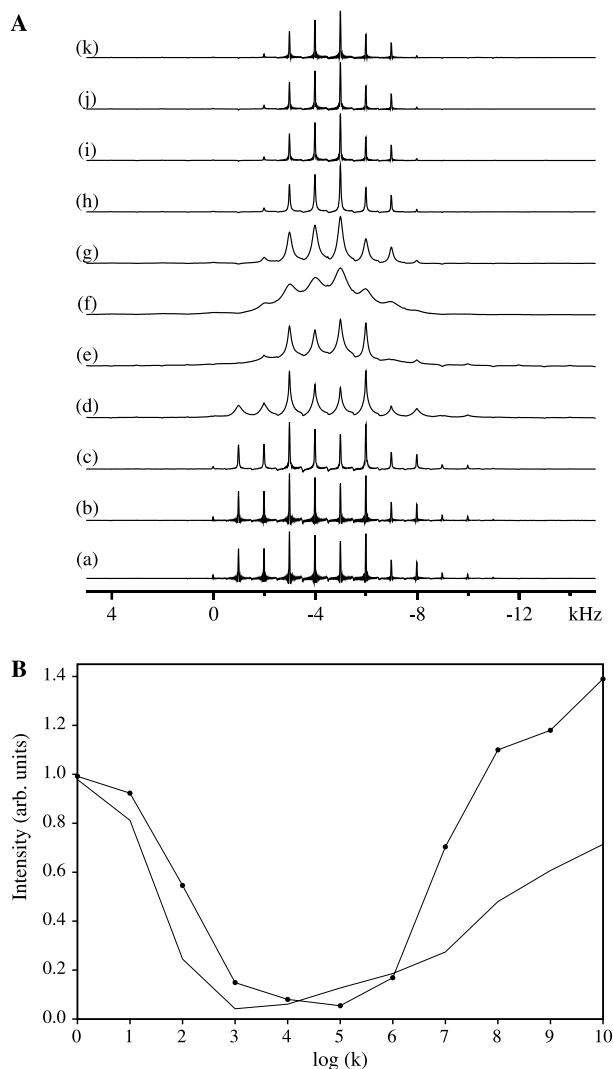 A
(k)
(j)
(i)
(h)
(g)
(f)
(e)
(d)
(c)
(b)
(a)
4 0 -4 -8 -12 kHz
B
1.4
1.2
1.0
0.8
0.6
0.4
0.2
0.0
Intensity (arb. units)
0 1 2 3 4 5 6 7 8 9 10
log (k)